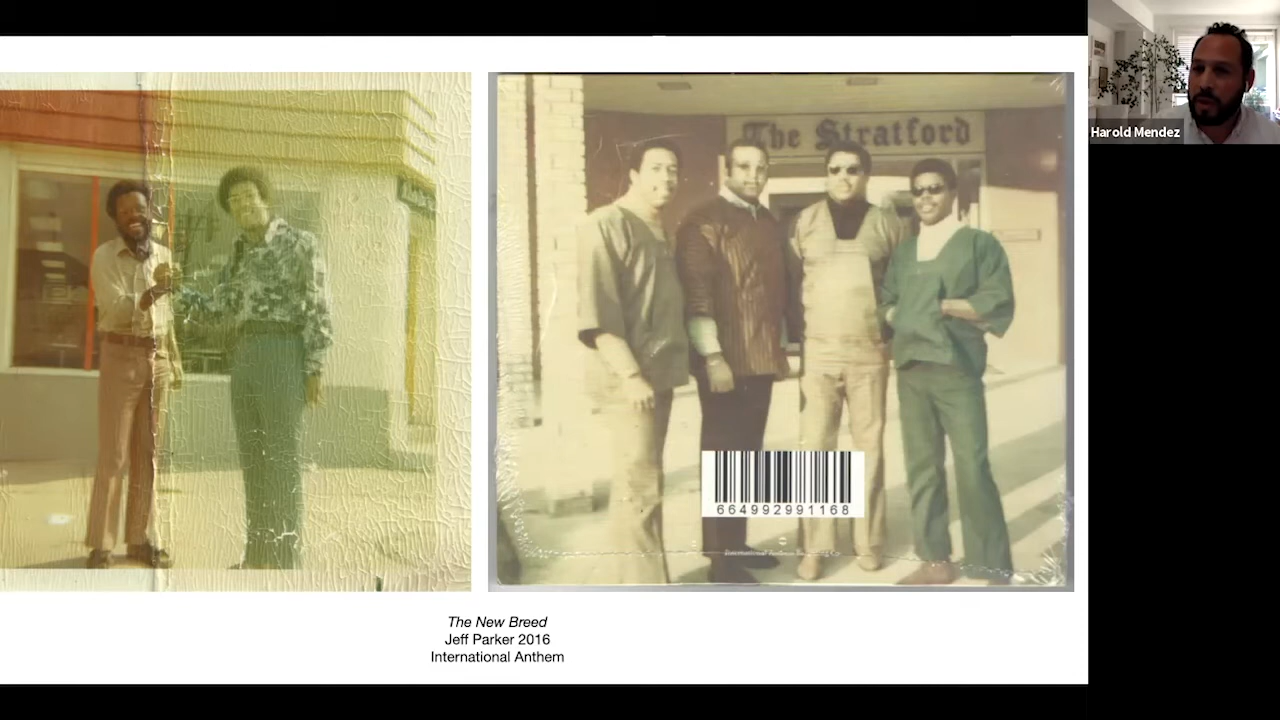 The Stratford
664992991168
The New Breed
Jeff Parker 2016
International Anthem
Harold Mendez